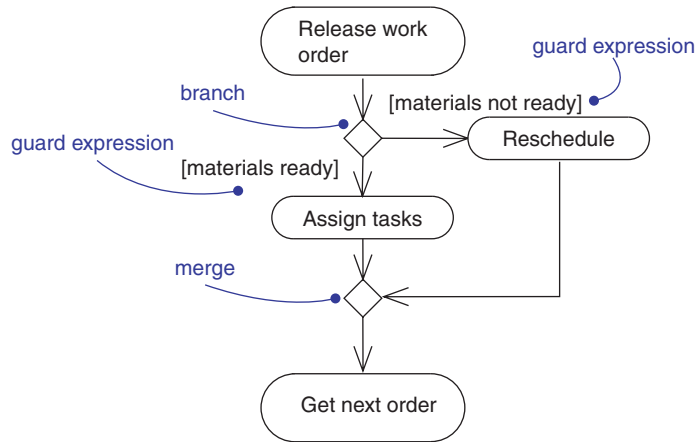 Release work
order
guard expression
branch
[materials not ready]
Reschedule
guard expression
[materials ready]
Assign tasks
merge
Get next order